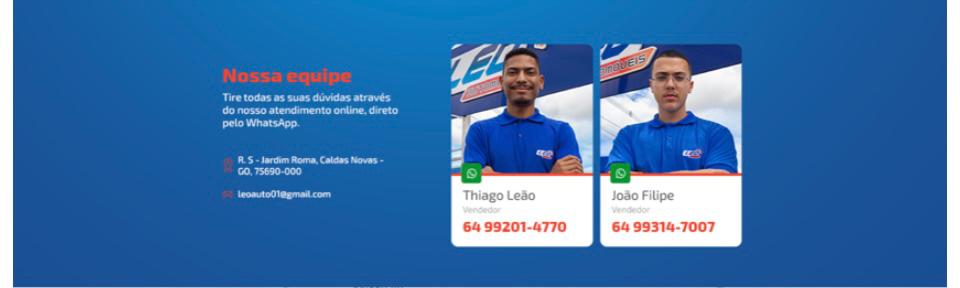 Nossa equipe
Tire todas as suas dúvidas através
do nosso atendimento online, direto
pelo WhatsApp.
R. S - Jardim Roma, Caldas Novas -
GO, 75690-000
leoauto01@gmail.com
Thiago Leão
Vendedor
64 99201-4770
João Filipe
Vendedor
64 99314-7007